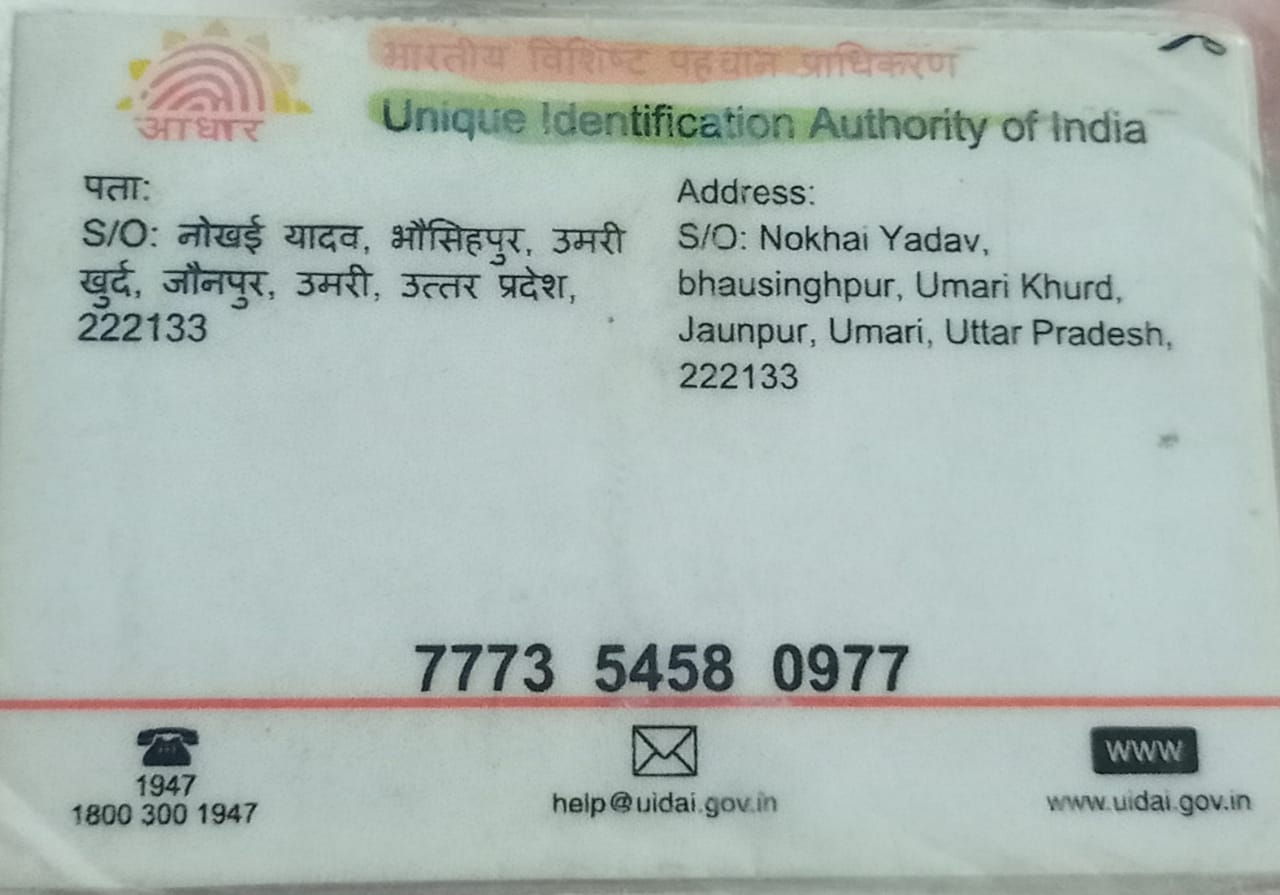 आधार
भारतीय विशिष्ट पहचान प्राधिकरण
Unique Identification Authority of India
पता:
S/O: नोखई यादव, भौसिहपुर, उमरी
खुर्द, जौनपुर, उमरी, उत्तर प्रदेश,
222133
Address:
S/O: Nokhai Yadav,
bhausinghpur, Umari Khurd,
Jaunpur, Umari, Uttar Pradesh,
222133
7773 5458 0977
1947
1800 300 1947
help@uidai.gov.in
www
www.uidai.gov.in